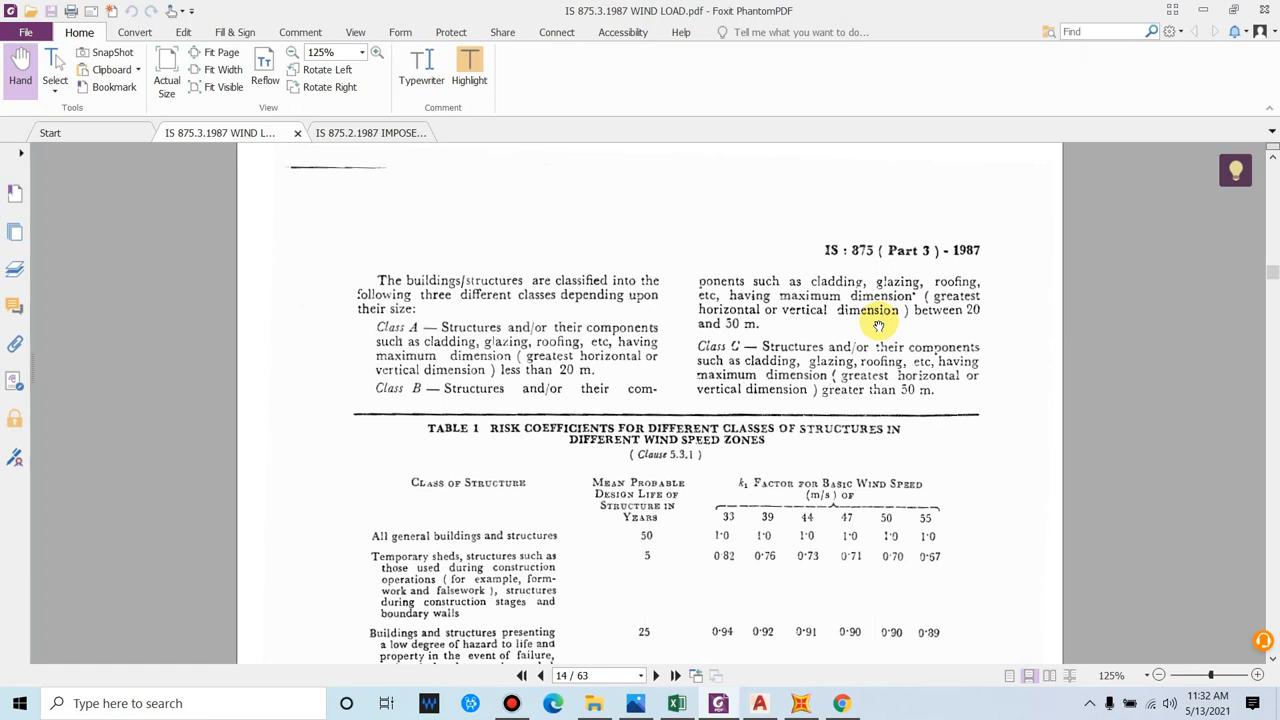 IS 875.3.1987 WIND LOAD.pdf - Foxit PhantomPDF
File Home Convert Edit Fill & Sign Comment View Form Protect Share Connect Accessibility Help Tell me what you want to do... Find
Hand
Select
SnapShot
Clipboard
Bookmark
Tools
Actual Size
Fit Page
Fit Width
Fit Visible
Reflow
125%
Rotate Left
Rotate Right
View
Typewriter
Highlight
Comment
Start
IS 875.3.1987 WIND L...
IS 875.2.1987 IMPOSE...
IS : 875 ( Part 3 ) - 1987
The buildings/structures are classified into the
following three different classes depending upon
their size:
Class A — Structures and/or their components
such as cladding, glazing, roofing, etc, having
maximum dimension ( greatest horizontal or
vertical dimension ) less than 20 m.
Class B — Structures and/or their com-
ponents such as cladding, glazing, roofing,
etc, having maximum dimension ( greatest
horizontal or vertical dimension ) between 20
and 50 m.
Class C — Structures and/or their components
such as cladding, glazing, roofing, etc, having
maximum dimension ( greatest horizontal or
vertical dimension ) greater than 50 m.
TABLE 1 RISK COEFFICIENTS FOR DIFFERENT CLASSES OF STRUCTURES IN
DIFFERENT WIND SPEED ZONES
( Clause 5.3.1 )
CLASS OF STRUCTURE
MEAN PROBABLE
DESIGN LIFE OF
STRUCTURE IN
YEARS
k1 FACTOR FOR BASIC WIND SPEED
(m/s) OF
33 39 44 47 50 55
All general buildings and structures 50 1·0 1·0 1·0 1·0 1·0 1·0
Temporary sheds, structures such as 5 0·82 0·76 0·73 0·71 0·70 0·67
those used during construction
operations ( for example, form-
work and falsework ), structures
during construction stages and
boundary walls
Buildings and structures presenting 25 0·94 0·92 0·91 0·90 0·90 0·89
a low degree of hazard to life and
property in the event of failure,
14 / 63
125%
Type here to search
11:32 AM
5/13/2021